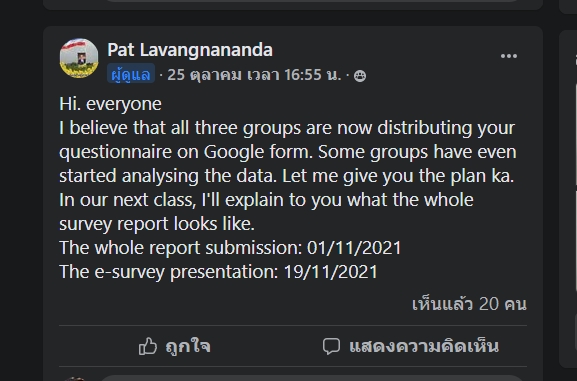 Pat Lavangnananda
ผู้ดูแล · 25 ตุลาคม เวลา 16:55 น. ·
Hi. everyone
I believe that all three groups are now distributing your
questionnaire on Google form. Some groups have even
started analysing the data. Let me give you the plan ka.
In our next class, I'll explain to you what the whole
survey report looks like.
The whole report submission: 01/11/2021
The e-survey presentation: 19/11/2021
เห็นแล้ว 20 คน
ถูกใจ แสดงความคิดเห็น